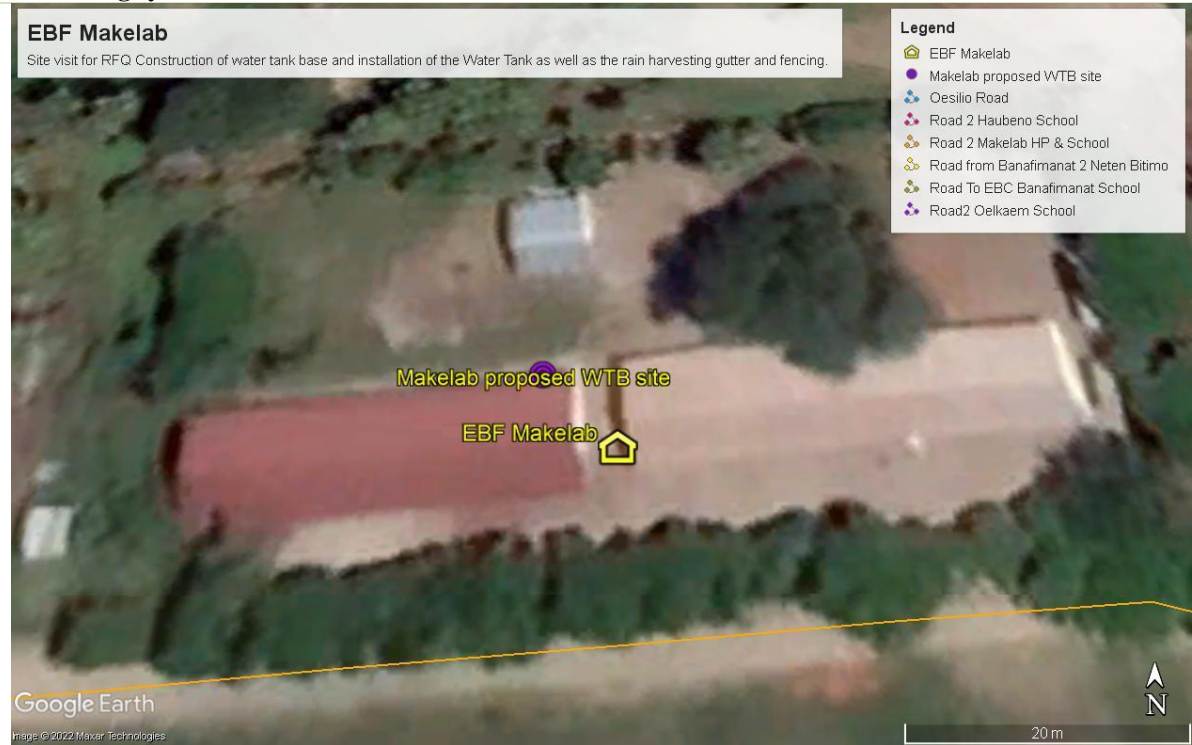 EBF Makelab
Site visit for RFQ Construction of water tank base and installation of the Water Tank as well as the rain harvesting gutter and fencing.
Legend
EBF Makelab
Makelab proposed WTB site
Oesilio Road
Road 2 Haubeno School
Road 2 Makelab HP & School
Road from Banafimanat 2 Neten Bitimo
Road To EBC Banafimanat School
Road2 Oelkaem School
Makelab proposed WTB site
EBF Makelab
Google Earth
Image © 2022 Maxar Technologies
N
20 m